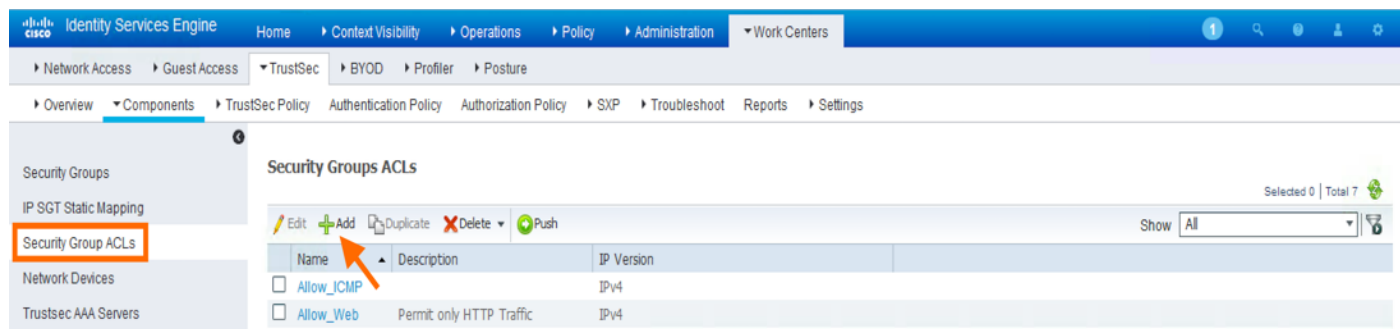 cisco Identity Services Engine Home Context Visibility Operations Policy Administration Work Centers 1
Network Access Guest Access TrustSec BYOD Profiler Posture
Overview Components TrustSec Policy Authentication Policy Authorization Policy SXP Troubleshoot Reports Settings
Security Groups
IP SGT Static Mapping
Security Group ACLs
Network Devices
Trustsec AAA Servers
Security Groups ACLs
Selected 0 | Total 7
Edit Add Duplicate Delete Push Show All
Name Description IP Version
Allow_ICMP IPv4
Allow_Web Permit only HTTP Traffic IPv4